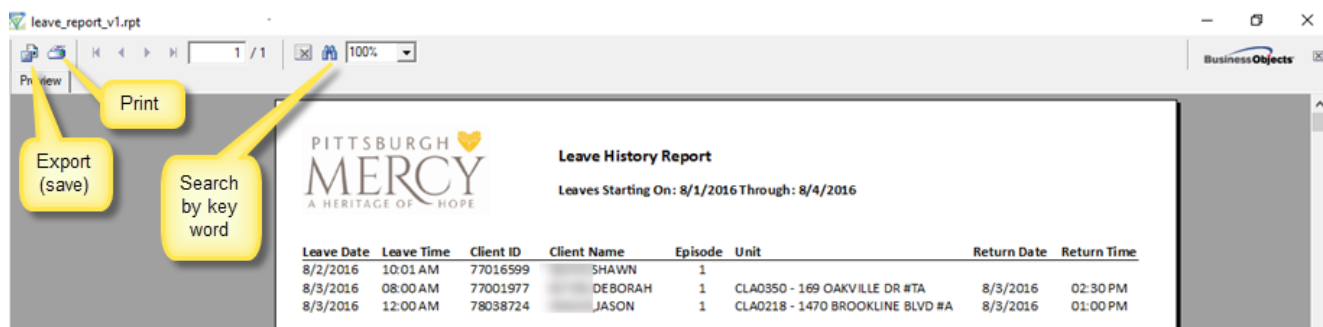 leave_report_v1.rpt
1 / 1
100%
BusinessObjects
Preview
Print
Export
(save)
Search
by key
word
PITTSBURGH
MERCY
A HERITAGE OF HOPE
Leave History Report
Leaves Starting On: 8/1/2016 Through: 8/4/2016
Leave Date Leave Time Client ID Client Name Episode Unit Return Date Return Time
8/2/2016 10:01 AM 77016599 SHAWN 1
8/3/2016 08:00 AM 77001977 DEBORAH 1 CLA0350 - 169 OAKVILLE DR #TA 8/3/2016 02:30 PM
8/3/2016 12:00 AM 78038724 JASON 1 CLA0218 - 1470 BROOKLINE BLVD #A 8/3/2016 01:00 PM